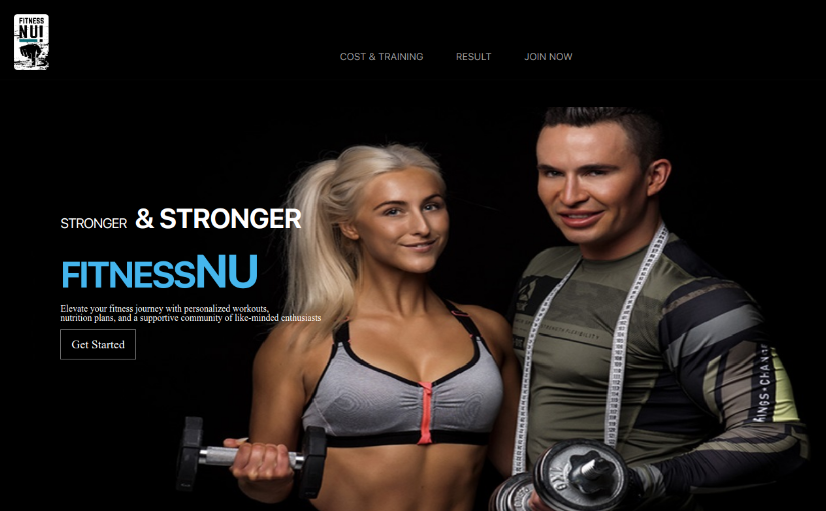 FITNESS
NU!
COST & TRAINING
RESULT
JOIN NOW
STRONGER & STRONGER
FITNESSNU
Elevate your fitness journey with personalized workouts,
nutrition plans, and a supportive community of like-minded enthusiasts
Get Started